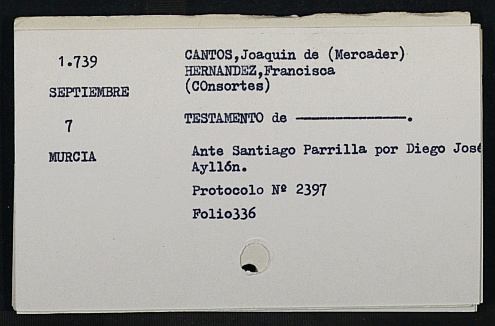 1.739
SEPTIEMBRE
7
MURCIA
CANTOS,Joaquin de (Mercader)
HERNANDEZ,Francisca
(COnsortes)
TESTAMENTO de ——————.
Ante Santiago Parrilla por Diego José
Ayllón.
Protocolo Nº 2397
Folio336